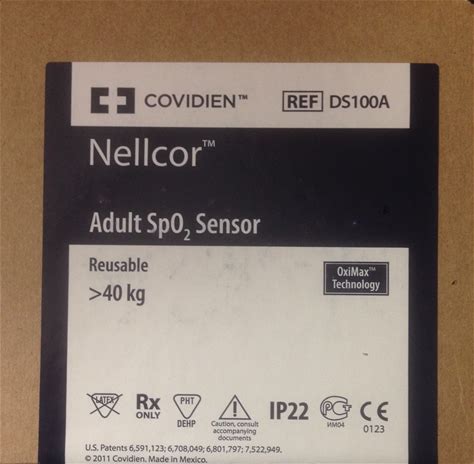 COVIDIEN™
REF DS100A
Nellcor™
Adult SpO₂ Sensor
Reusable
>40 kg
OxiMax™
Technology
LATEX
Rx
ONLY
PHT
DEHP
Caution, consult
accompanying
documents
IP22
ИМ04
CE
0123
U.S. Patents 6,591,123; 6,708,049; 6,801,797; 7,522,949.
© 2011 Covidien. Made in Mexico.